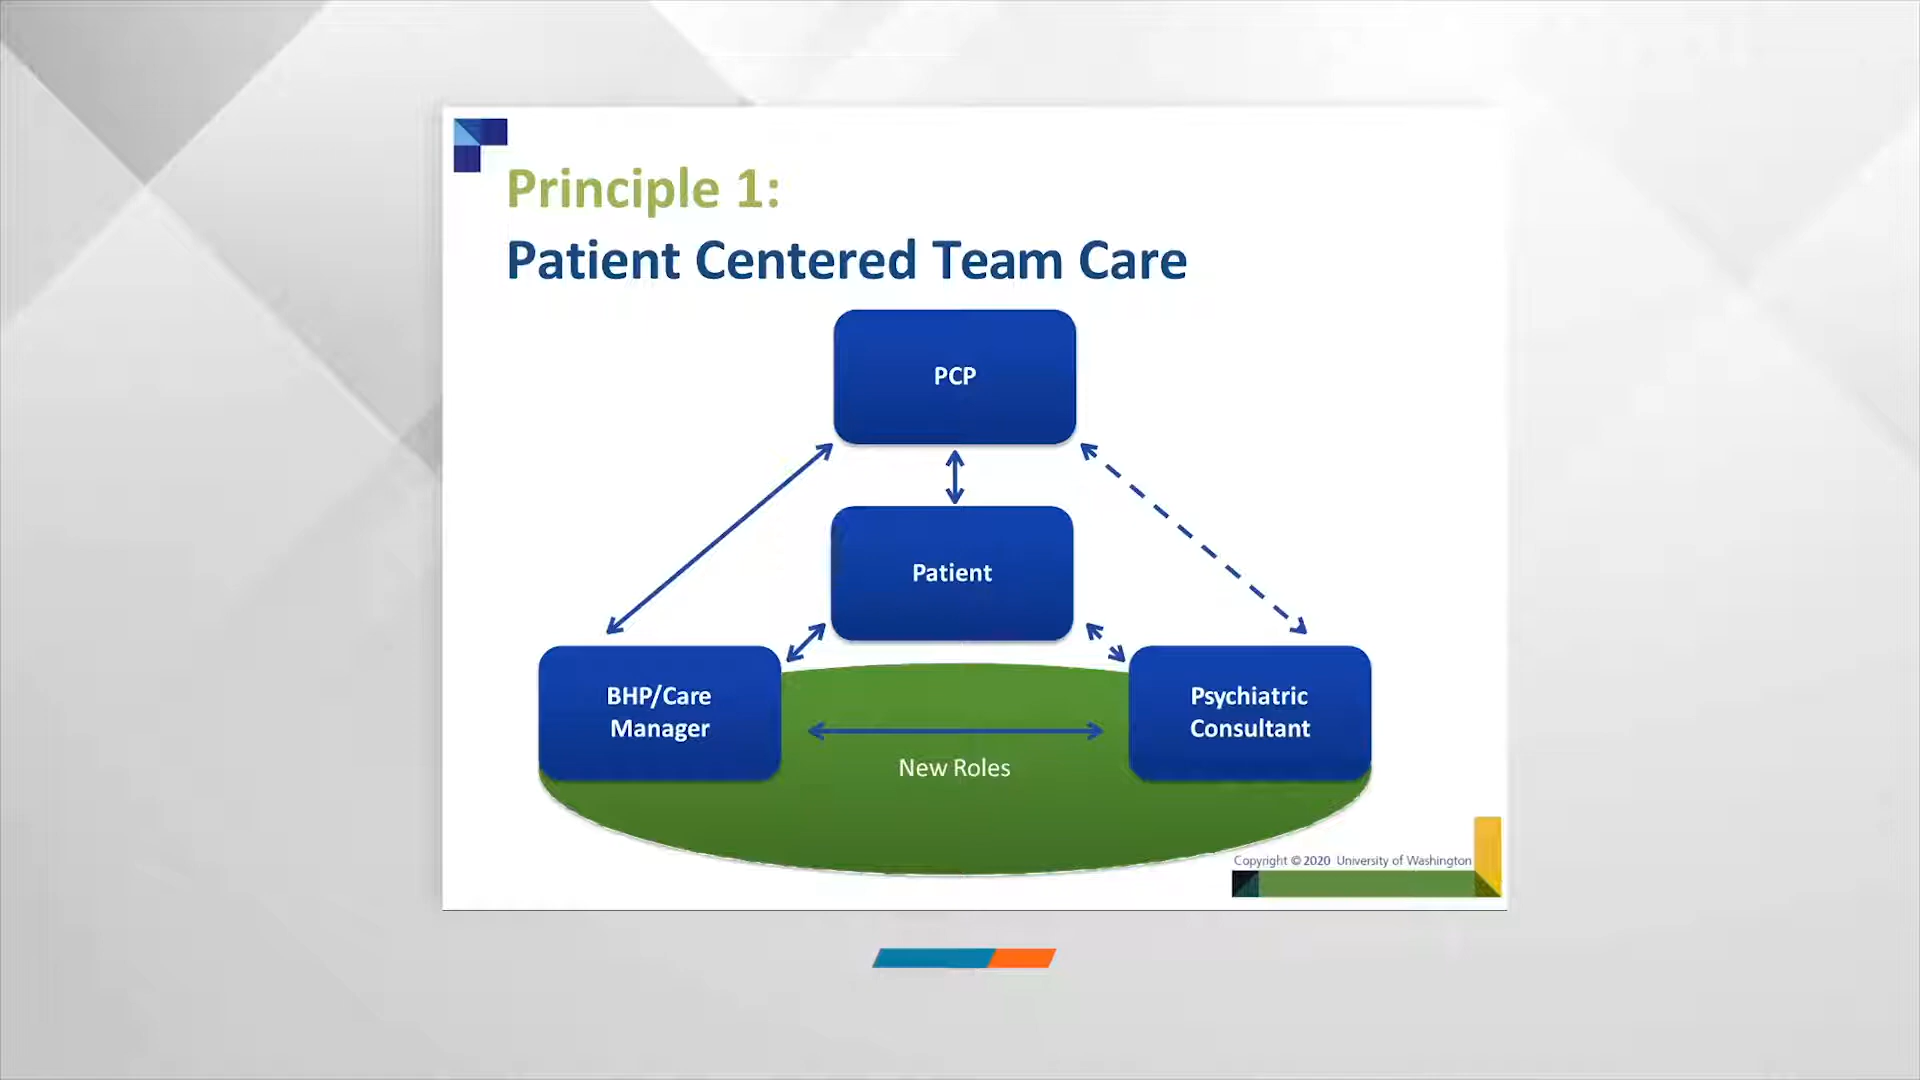 Principle 1:
Patient Centered Team Care
PCP
Patient
BHP/Care
Manager
Psychiatric
Consultant
New Roles
Copyright © 2020 University of Washington